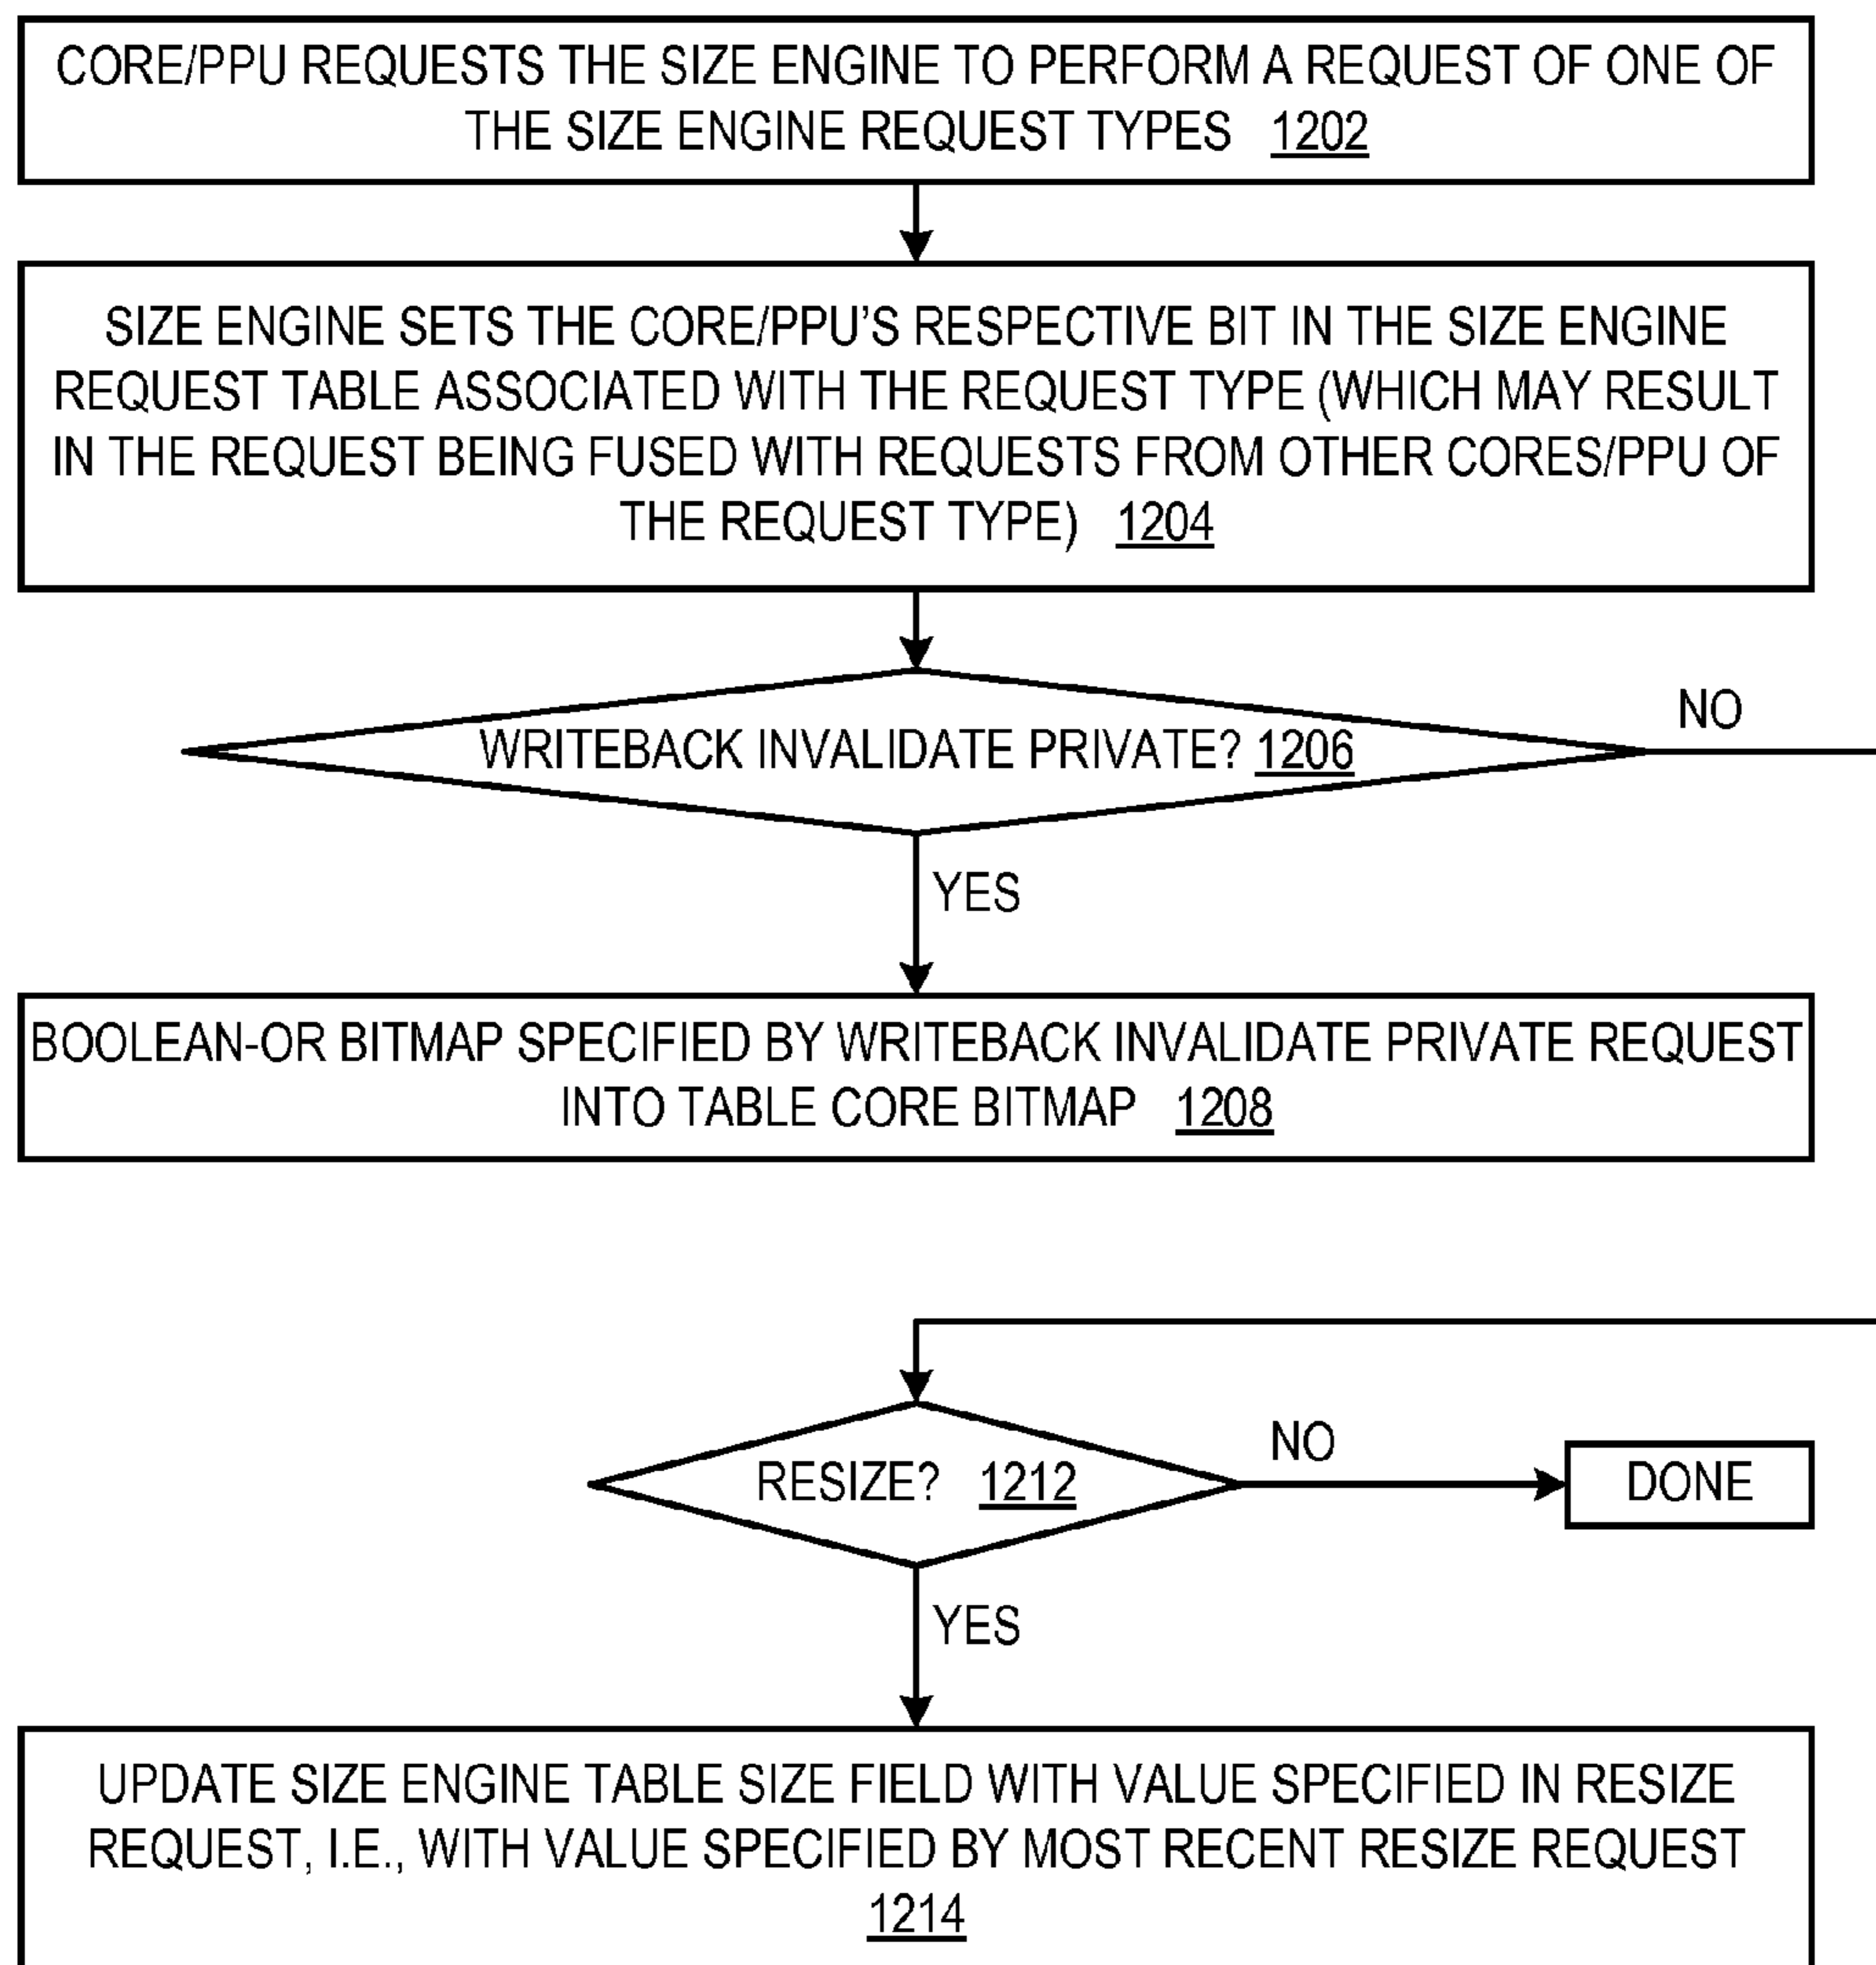 CORE/PPU REQUESTS THE SIZE ENGINE TO PERFORM A REQUEST OF ONE OF
THE SIZE ENGINE REQUEST TYPES 1202
SIZE ENGINE SETS THE CORE/PPU'S RESPECTIVE BIT IN THE SIZE ENGINE
REQUEST TABLE ASSOCIATED WITH THE REQUEST TYPE (WHICH MAY RESULT
IN THE REQUEST BEING FUSED WITH REQUESTS FROM OTHER CORES/PPU OF
THE REQUEST TYPE) 1204
NO
WRITEBACK INVALIDATE PRIVATE? 1206
YES
BOOLEAN-OR BITMAP SPECIFIED BY WRITEBACK INVALIDATE PRIVATE REQUEST
INTO TABLE CORE BITMAP 1208
NO
RESIZE? 1212
DONE
YES
UPDATE SIZE ENGINE TABLE SIZE FIELD WITH VALUE SPECIFIED IN RESIZE
REQUEST, I.E., WITH VALUE SPECIFIED BY MOST RECENT RESIZE REQUEST
1214